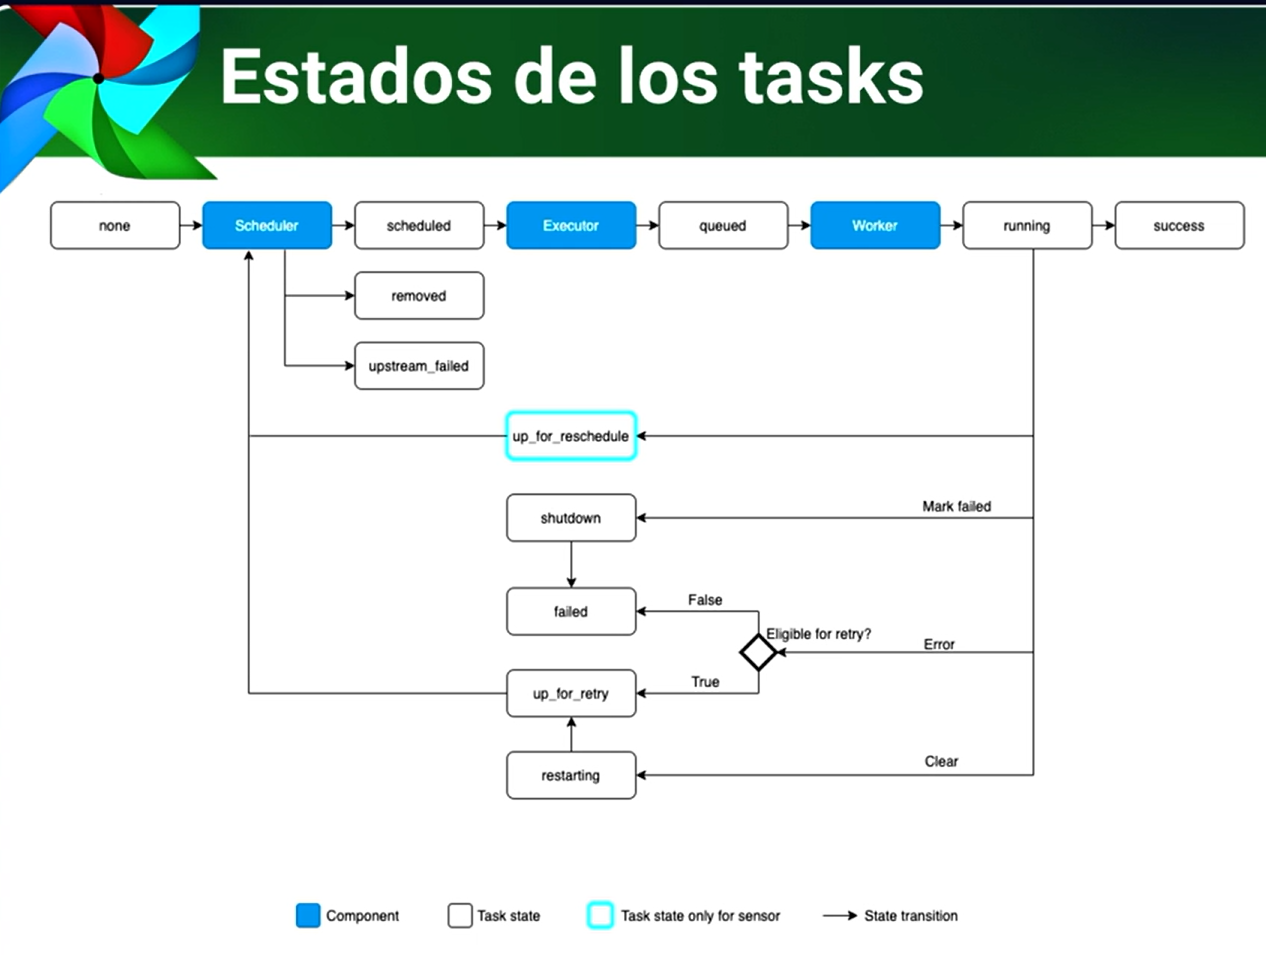 Estados de los tasks
none
Scheduler
scheduled
Executor
queued
Worker
running
success
removed
upstream_failed
up_for_reschedule
Mark failed
shutdown
False
failed
Eligible for retry?
Error
True
up_for_retry
Clear
restarting
Component
Task state
Task state only for sensor
State transition